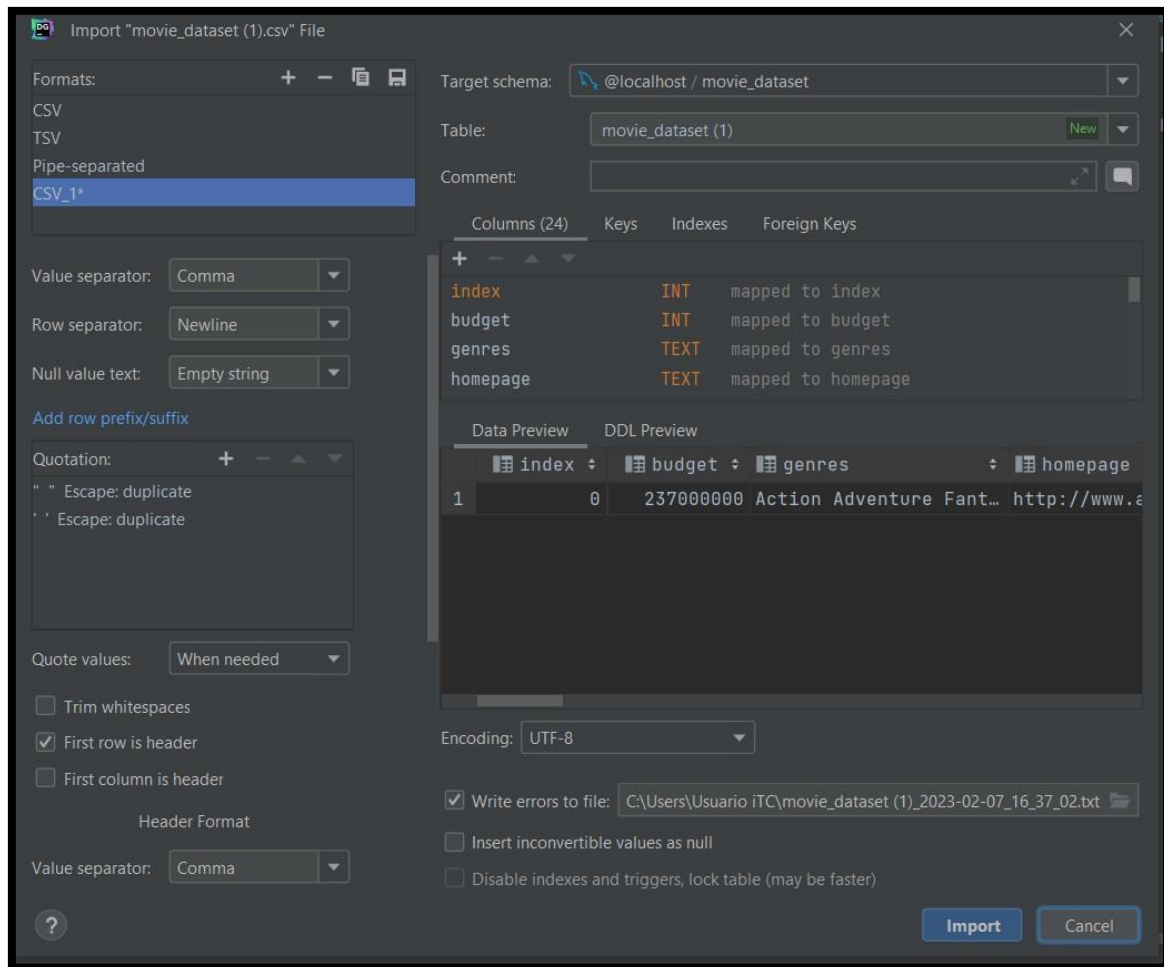 DG Import "movie_dataset (1).csv" File
Formats:
CSV
TSV
Pipe-separated
CSV_1*
Value separator: Comma
Row separator: Newline
Null value text: Empty string
Add row prefix/suffix
Quotation:
" " Escape: duplicate
' ' Escape: duplicate
Quote values: When needed
Trim whitespaces
First row is header
First column is header
Header Format
Value separator: Comma
Target schema: @localhost / movie_dataset
Table: movie_dataset (1) New
Comment:
Columns (24) Keys Indexes Foreign Keys
index INT mapped to index
budget INT mapped to budget
genres TEXT mapped to genres
homepage TEXT mapped to homepage
Data Preview DDL Preview
index budget genres homepage
1 0 237000000 Action Adventure Fant… http://www.a
Encoding: UTF-8
Write errors to file: C:\Users\Usuario iTC\movie_dataset (1)_2023-02-07_16_37_02.txt
Insert inconvertible values as null
Disable indexes and triggers, lock table (may be faster)
? Import Cancel